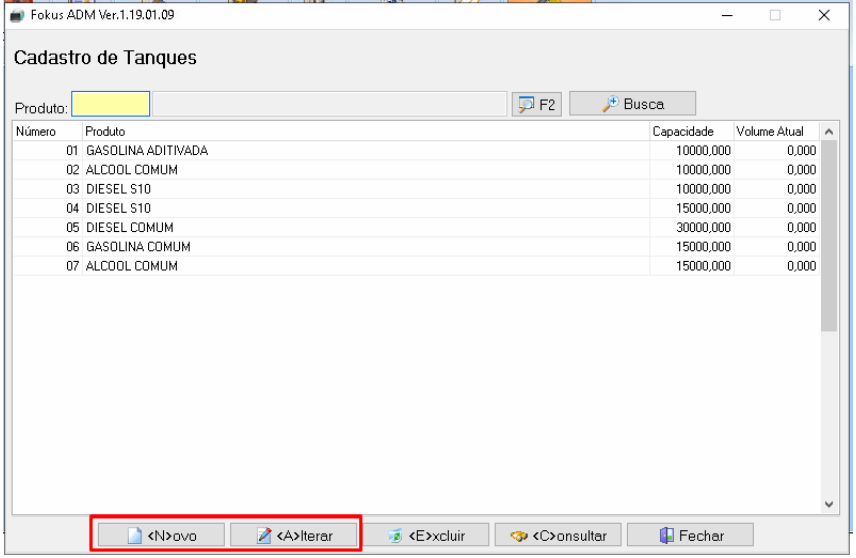 Fokus ADM Ver.1.19.01.09
Cadastro de Tanques
Produto: F2 Busca
Número Produto Capacidade Volume Atual
01 GASOLINA ADITIVADA 10000,000 0,000
02 ALCOOL COMUM 10000,000 0,000
03 DIESEL S10 10000,000 0,000
04 DIESEL S10 15000,000 0,000
05 DIESEL COMUM 30000,000 0,000
06 GASOLINA COMUM 15000,000 0,000
07 ALCOOL COMUM 15000,000 0,000
<N>ovo <A>lterar <E>xcluir <C>onsultar Fechar